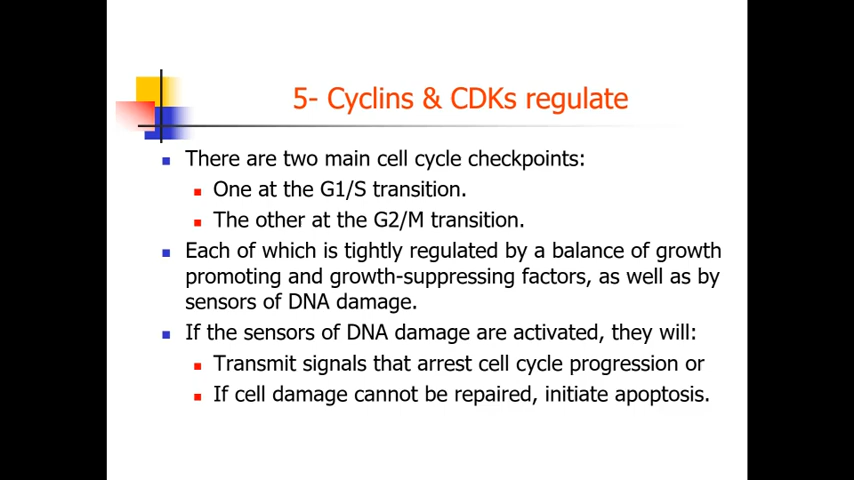 5- Cyclins & CDKs regulate
There are two main cell cycle checkpoints:
One at the G1/S transition.
The other at the G2/M transition.
Each of which is tightly regulated by a balance of growth
promoting and growth-suppressing factors, as well as by
sensors of DNA damage.
If the sensors of DNA damage are activated, they will:
Transmit signals that arrest cell cycle progression or
If cell damage cannot be repaired, initiate apoptosis.